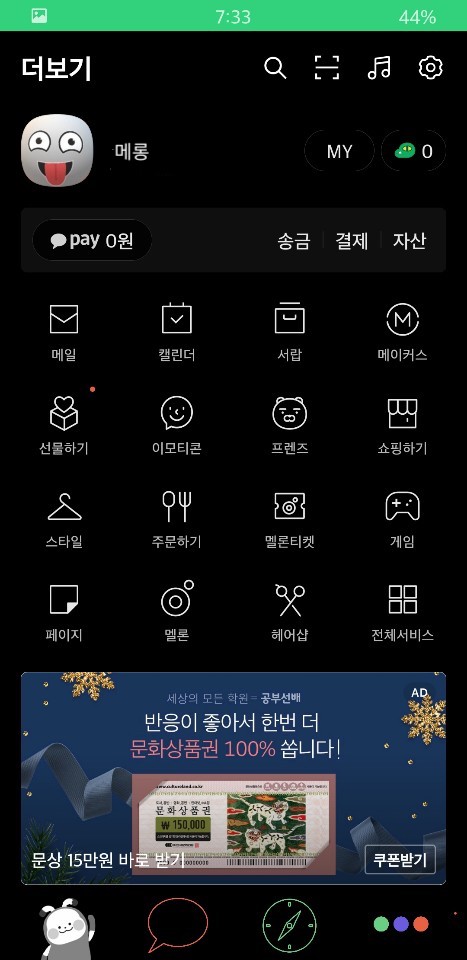 7:33 44%
더보기
메롱 MY 0
pay 0원 송금 결제 자산
메일 캘린더 서랍 메이커스
선물하기 이모티콘 프렌즈 쇼핑하기
스타일 주문하기 멜론티켓 게임
페이지 멜론 헤어샵 전체서비스
AD
세상의 모든 학원 = 공부선배
반응이 좋아서 한번 더
문화상품권 100% 쏩니다!
www.cultureland.co.kr
문화상품권
₩ 150,000
문상 15만원 바로 받기 쿠폰받기